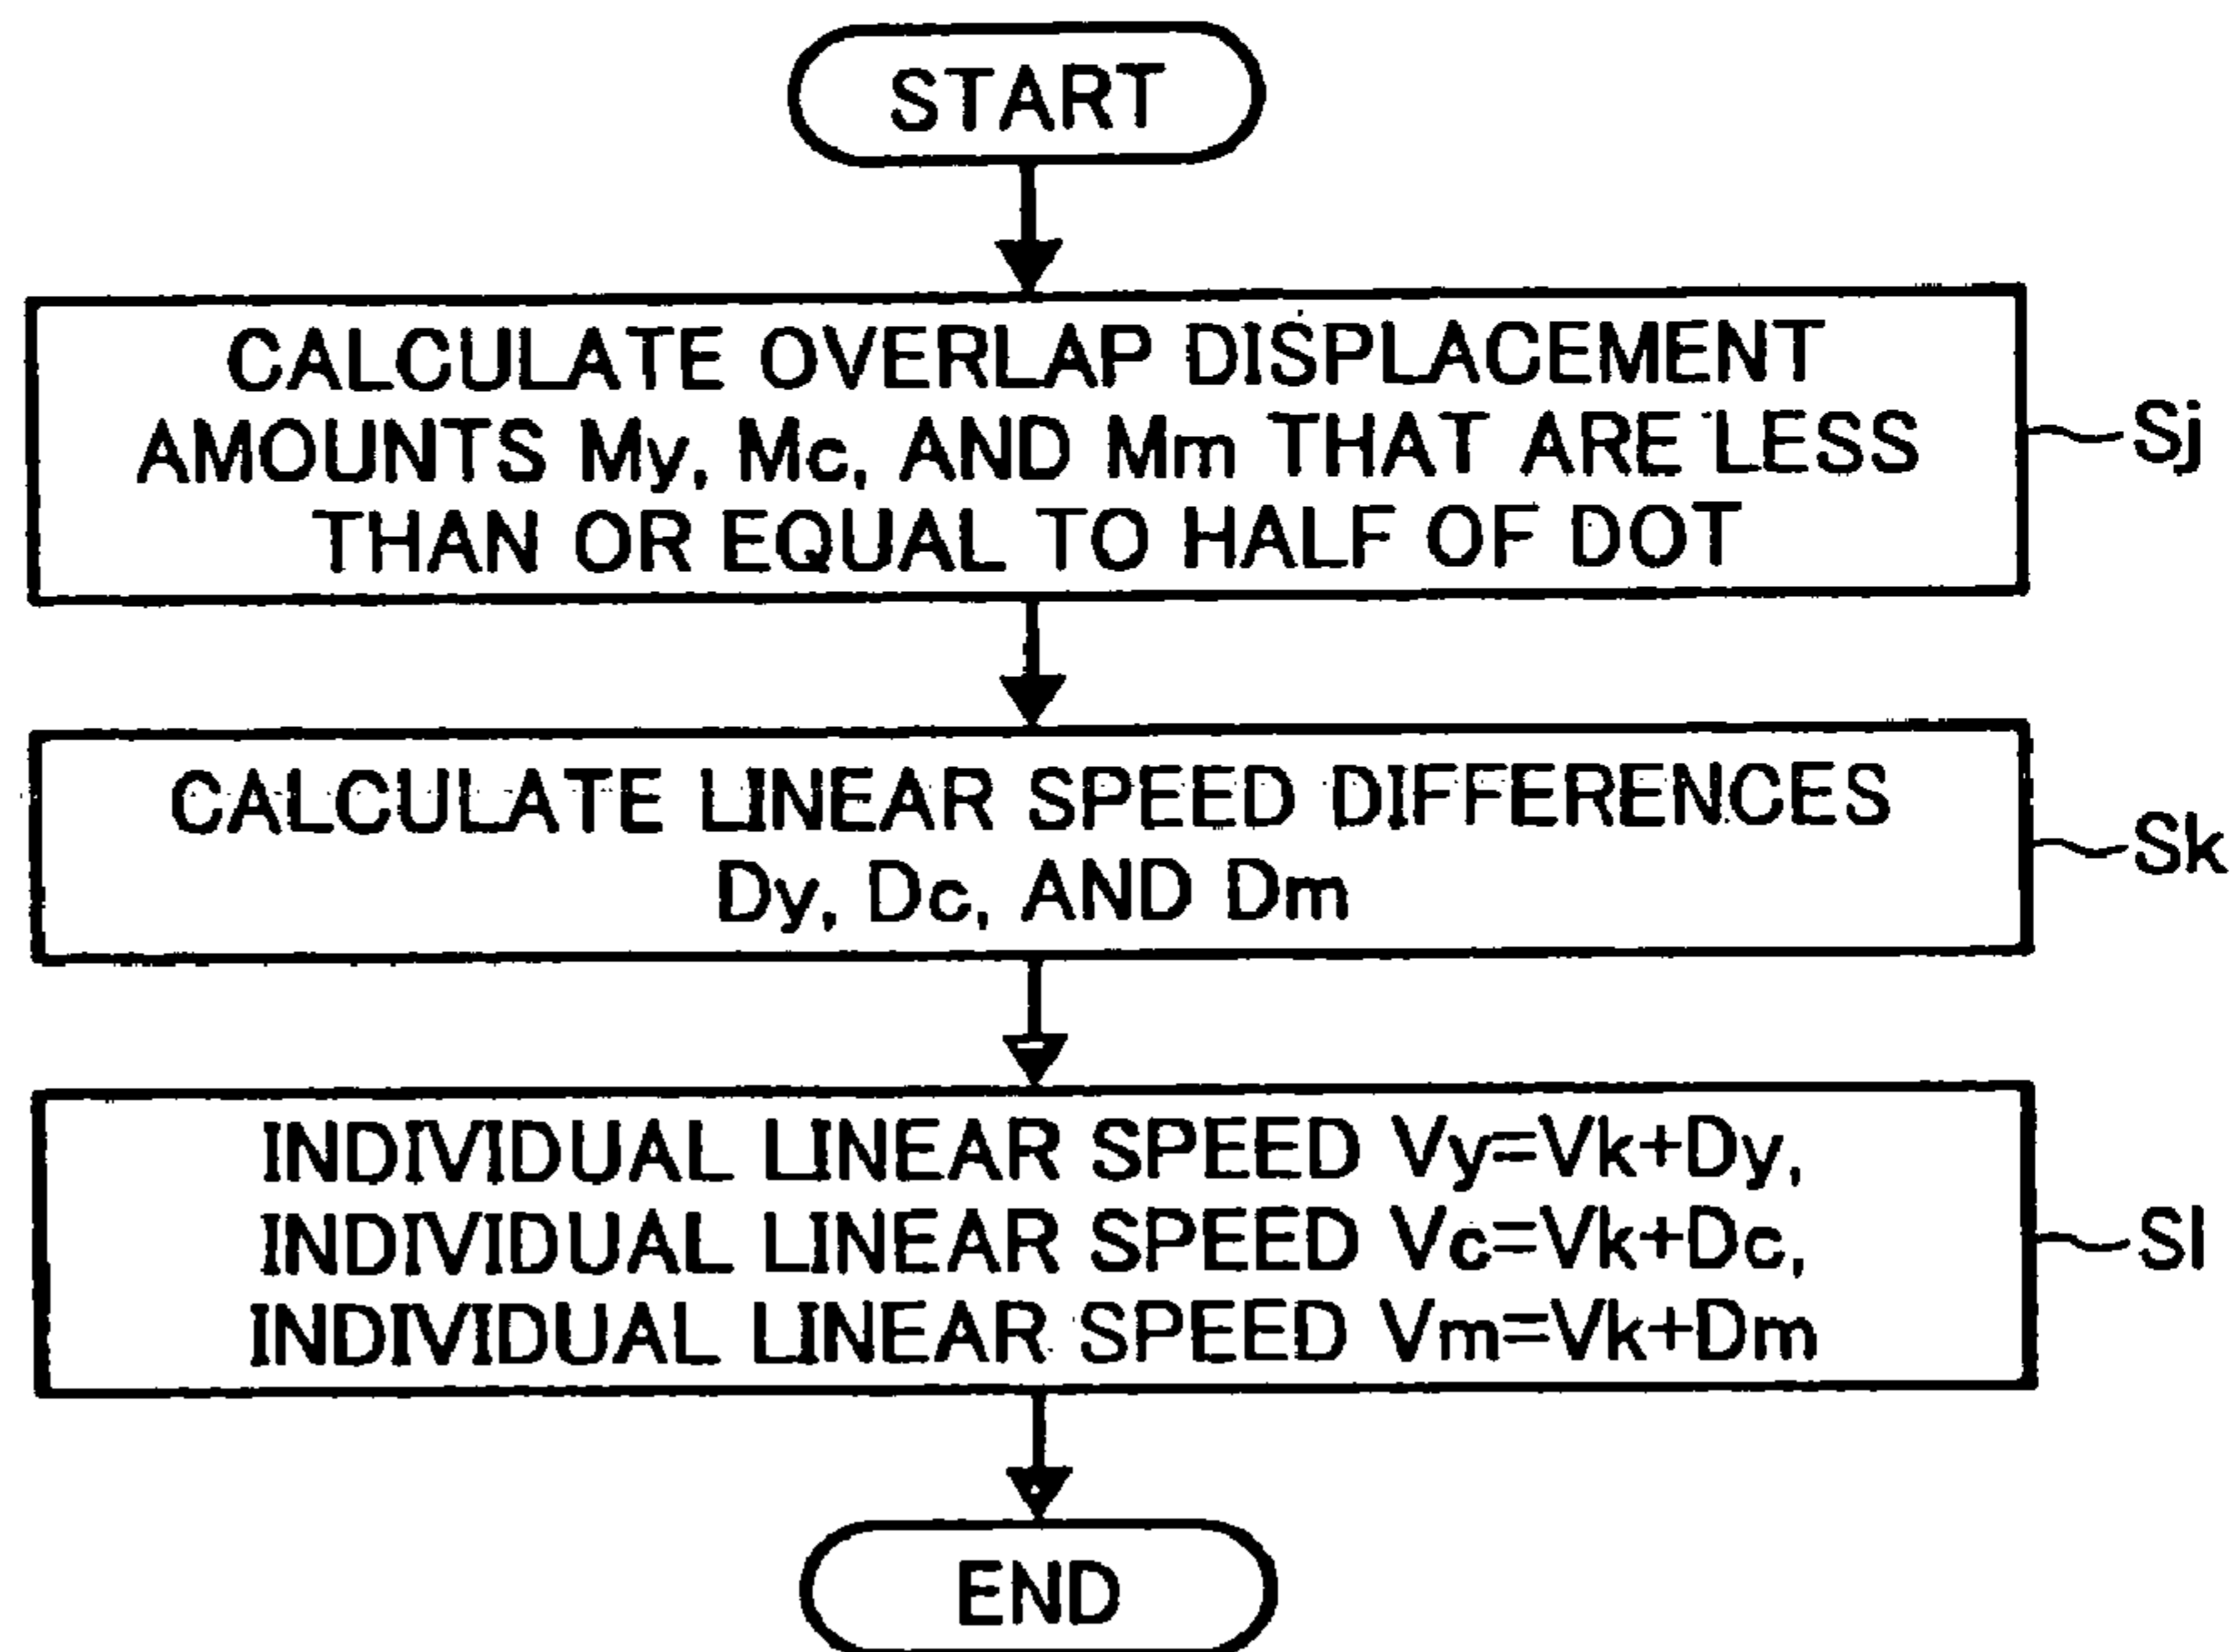 START
CALCULATE OVERLAP DISPLACEMENT
AMOUNTS My, Mc, AND Mm THAT ARE LESS
THAN OR EQUAL TO HALF OF DOT
Sj
CALCULATE LINEAR SPEED DIFFERENCES
Dy, Dc, AND Dm
Sk
INDIVIDUAL LINEAR SPEED Vy=Vk+Dy,
INDIVIDUAL LINEAR SPEED Vc=Vk+Dc,
INDIVIDUAL LINEAR SPEED Vm=Vk+Dm
Sl
END